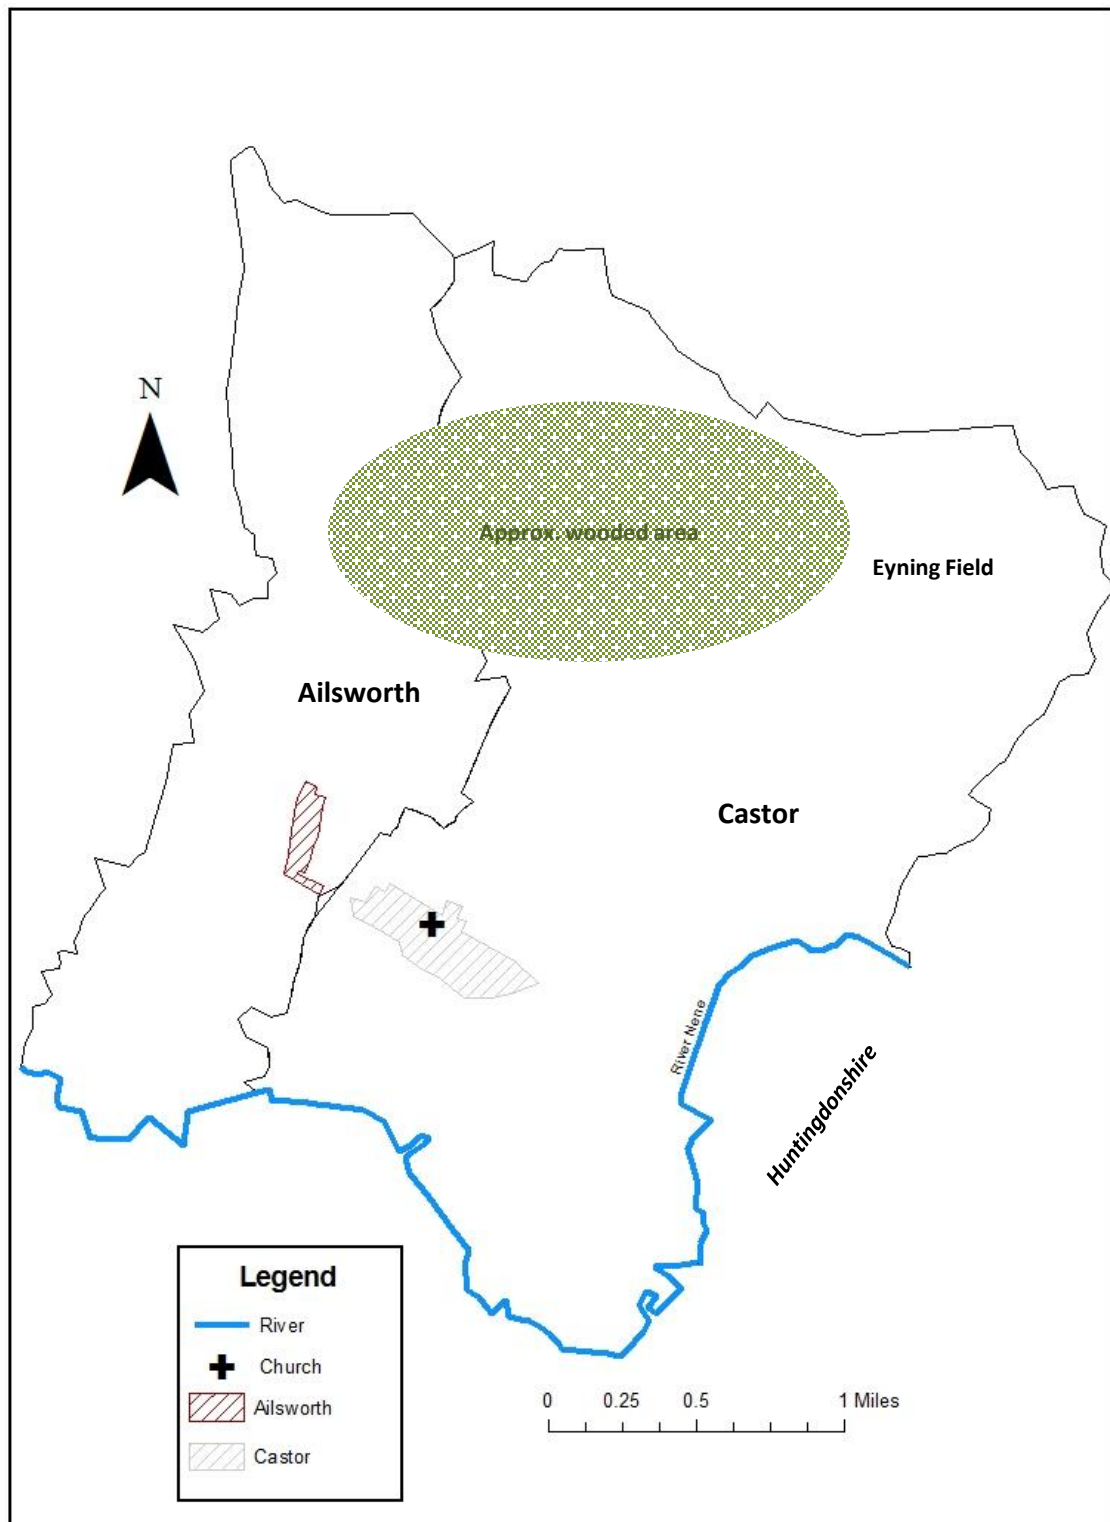 N
Approx. wooded area
Eyning Field
Ailsworth
Castor
River Nene
Huntingdonshire
Legend
River
Church
Ailsworth
Castor
0 0.25 0.5 1 Miles